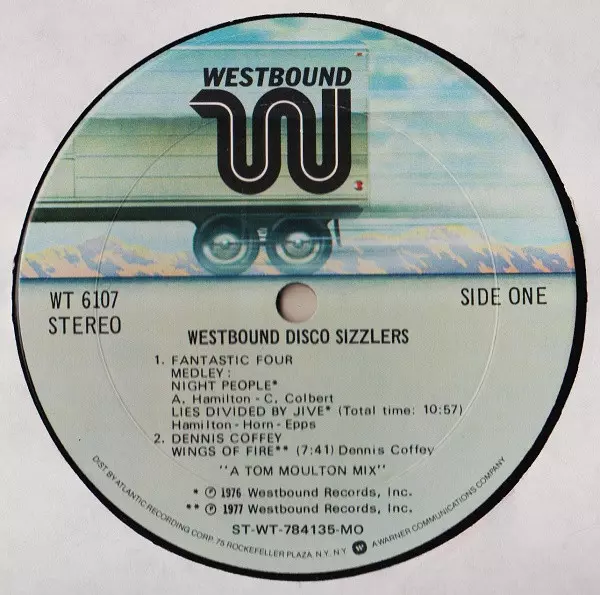 WESTBOUND
W
WT 6107
STEREO
SIDE ONE
WESTBOUND DISCO SIZZLERS
1. FANTASTIC FOUR
MEDLEY:
NIGHT PEOPLE*
A. Hamilton - C. Colbert
LIES DIVIDED BY JIVE* (Total time: 10:57)
Hamilton - Horn - Epps
2. DENNIS COFFEY
WINGS OF FIRE** (7:41) Dennis Coffey
"A TOM MOULTON MIX"
* Ⓟ 1976 Westbound Records, Inc.
** Ⓟ 1977 Westbound Records, Inc.
ST-WT-784135-MO
DIST. BY ATLANTIC RECORDING CORP. 75 ROCKEFELLER PLAZA, N.Y., N.Y. W A WARNER COMMUNICATIONS COMPANY